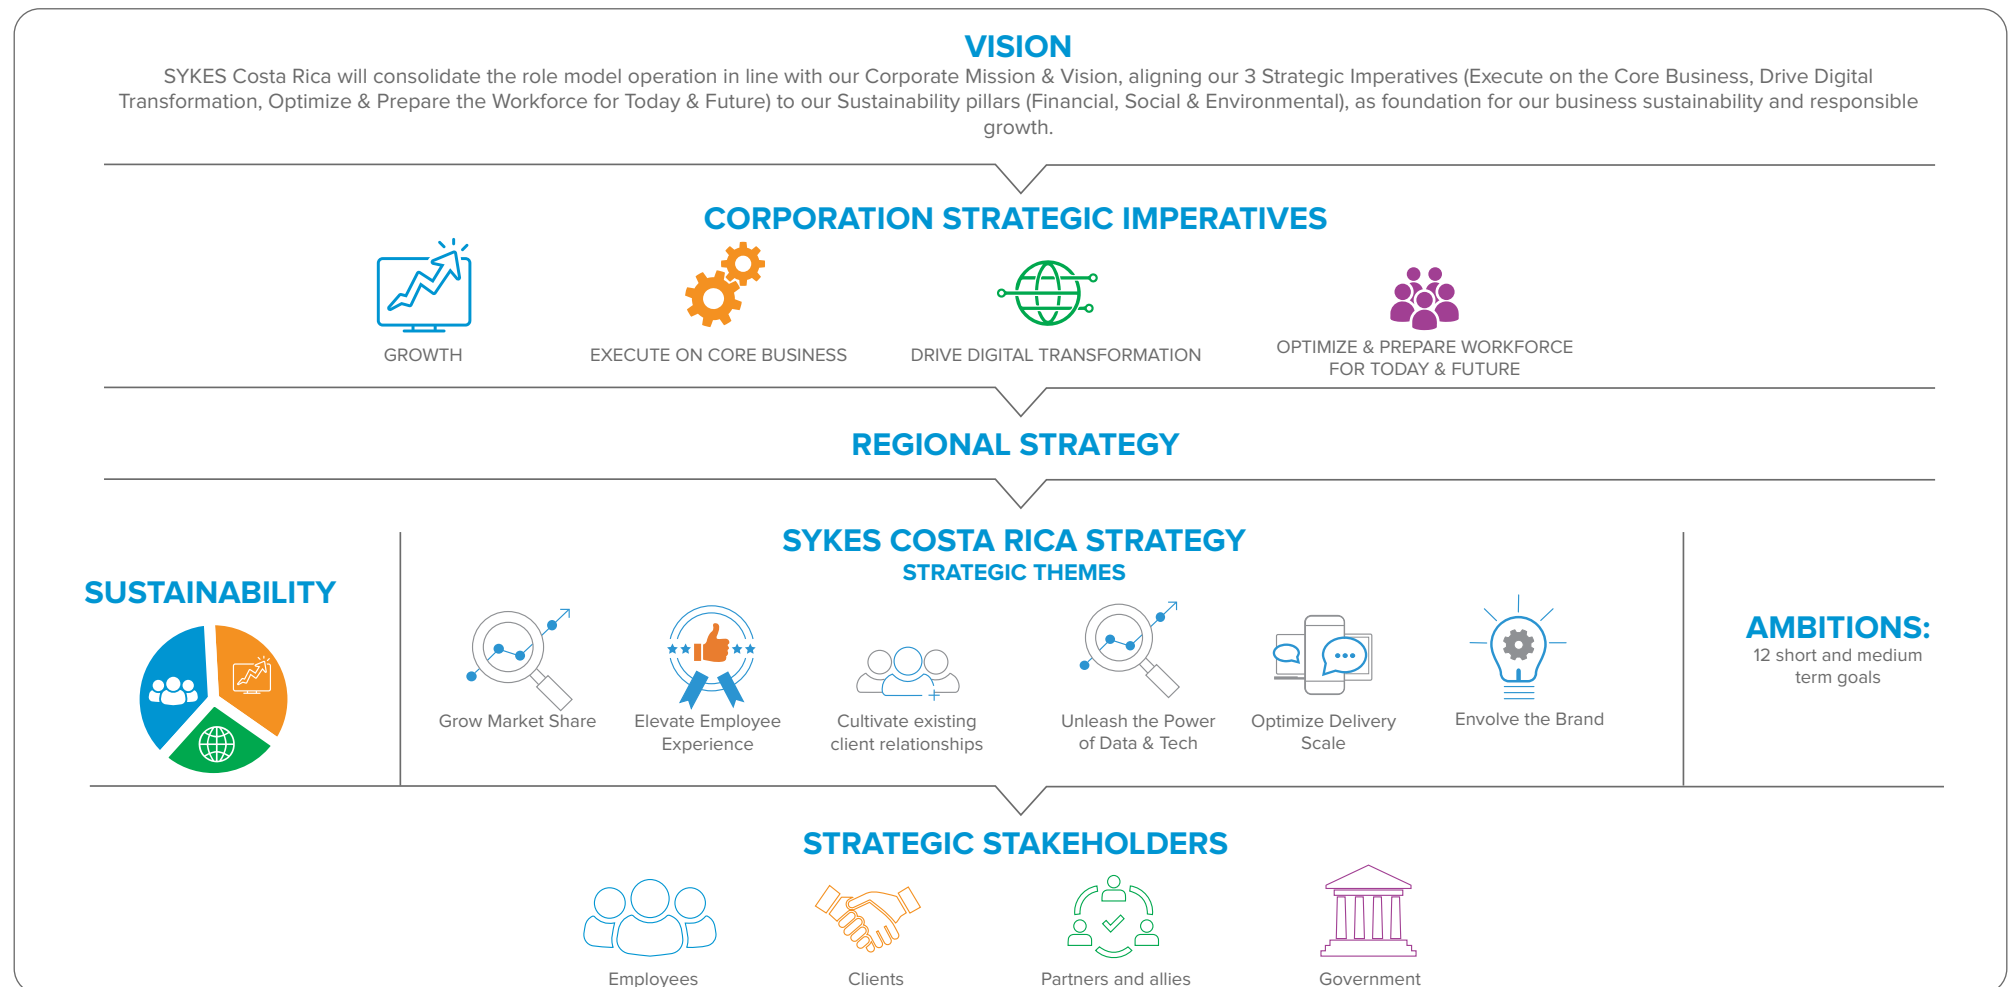 VISION
SYKES Costa Rica will consolidate the role model operation in line with our Corporate Mission & Vision, aligning our 3 Strategic Imperatives (Execute on the Core Business, Drive Digital
Transformation, Optimize & Prepare the Workforce for Today & Future) to our Sustainability pillars (Financial, Social & Environmental), as foundation for our business sustainability and responsible
growth.
CORPORATION STRATEGIC IMPERATIVES
GROWTH
EXECUTE ON CORE BUSINESS
DRIVE DIGITAL TRANSFORMATION
OPTIMIZE & PREPARE WORKFORCE
FOR TODAY & FUTURE
REGIONAL STRATEGY
SUSTAINABILITY
SYKES COSTA RICA STRATEGY
STRATEGIC THEMES
Grow Market Share
Elevate Employee
Experience
Cultivate existing
client relationships
Unleash the Power
of Data & Tech
Optimize Delivery
Scale
Envolve the Brand
AMBITIONS:
12 short and medium
term goals
STRATEGIC STAKEHOLDERS
Employees
Clients
Partners and allies
Government